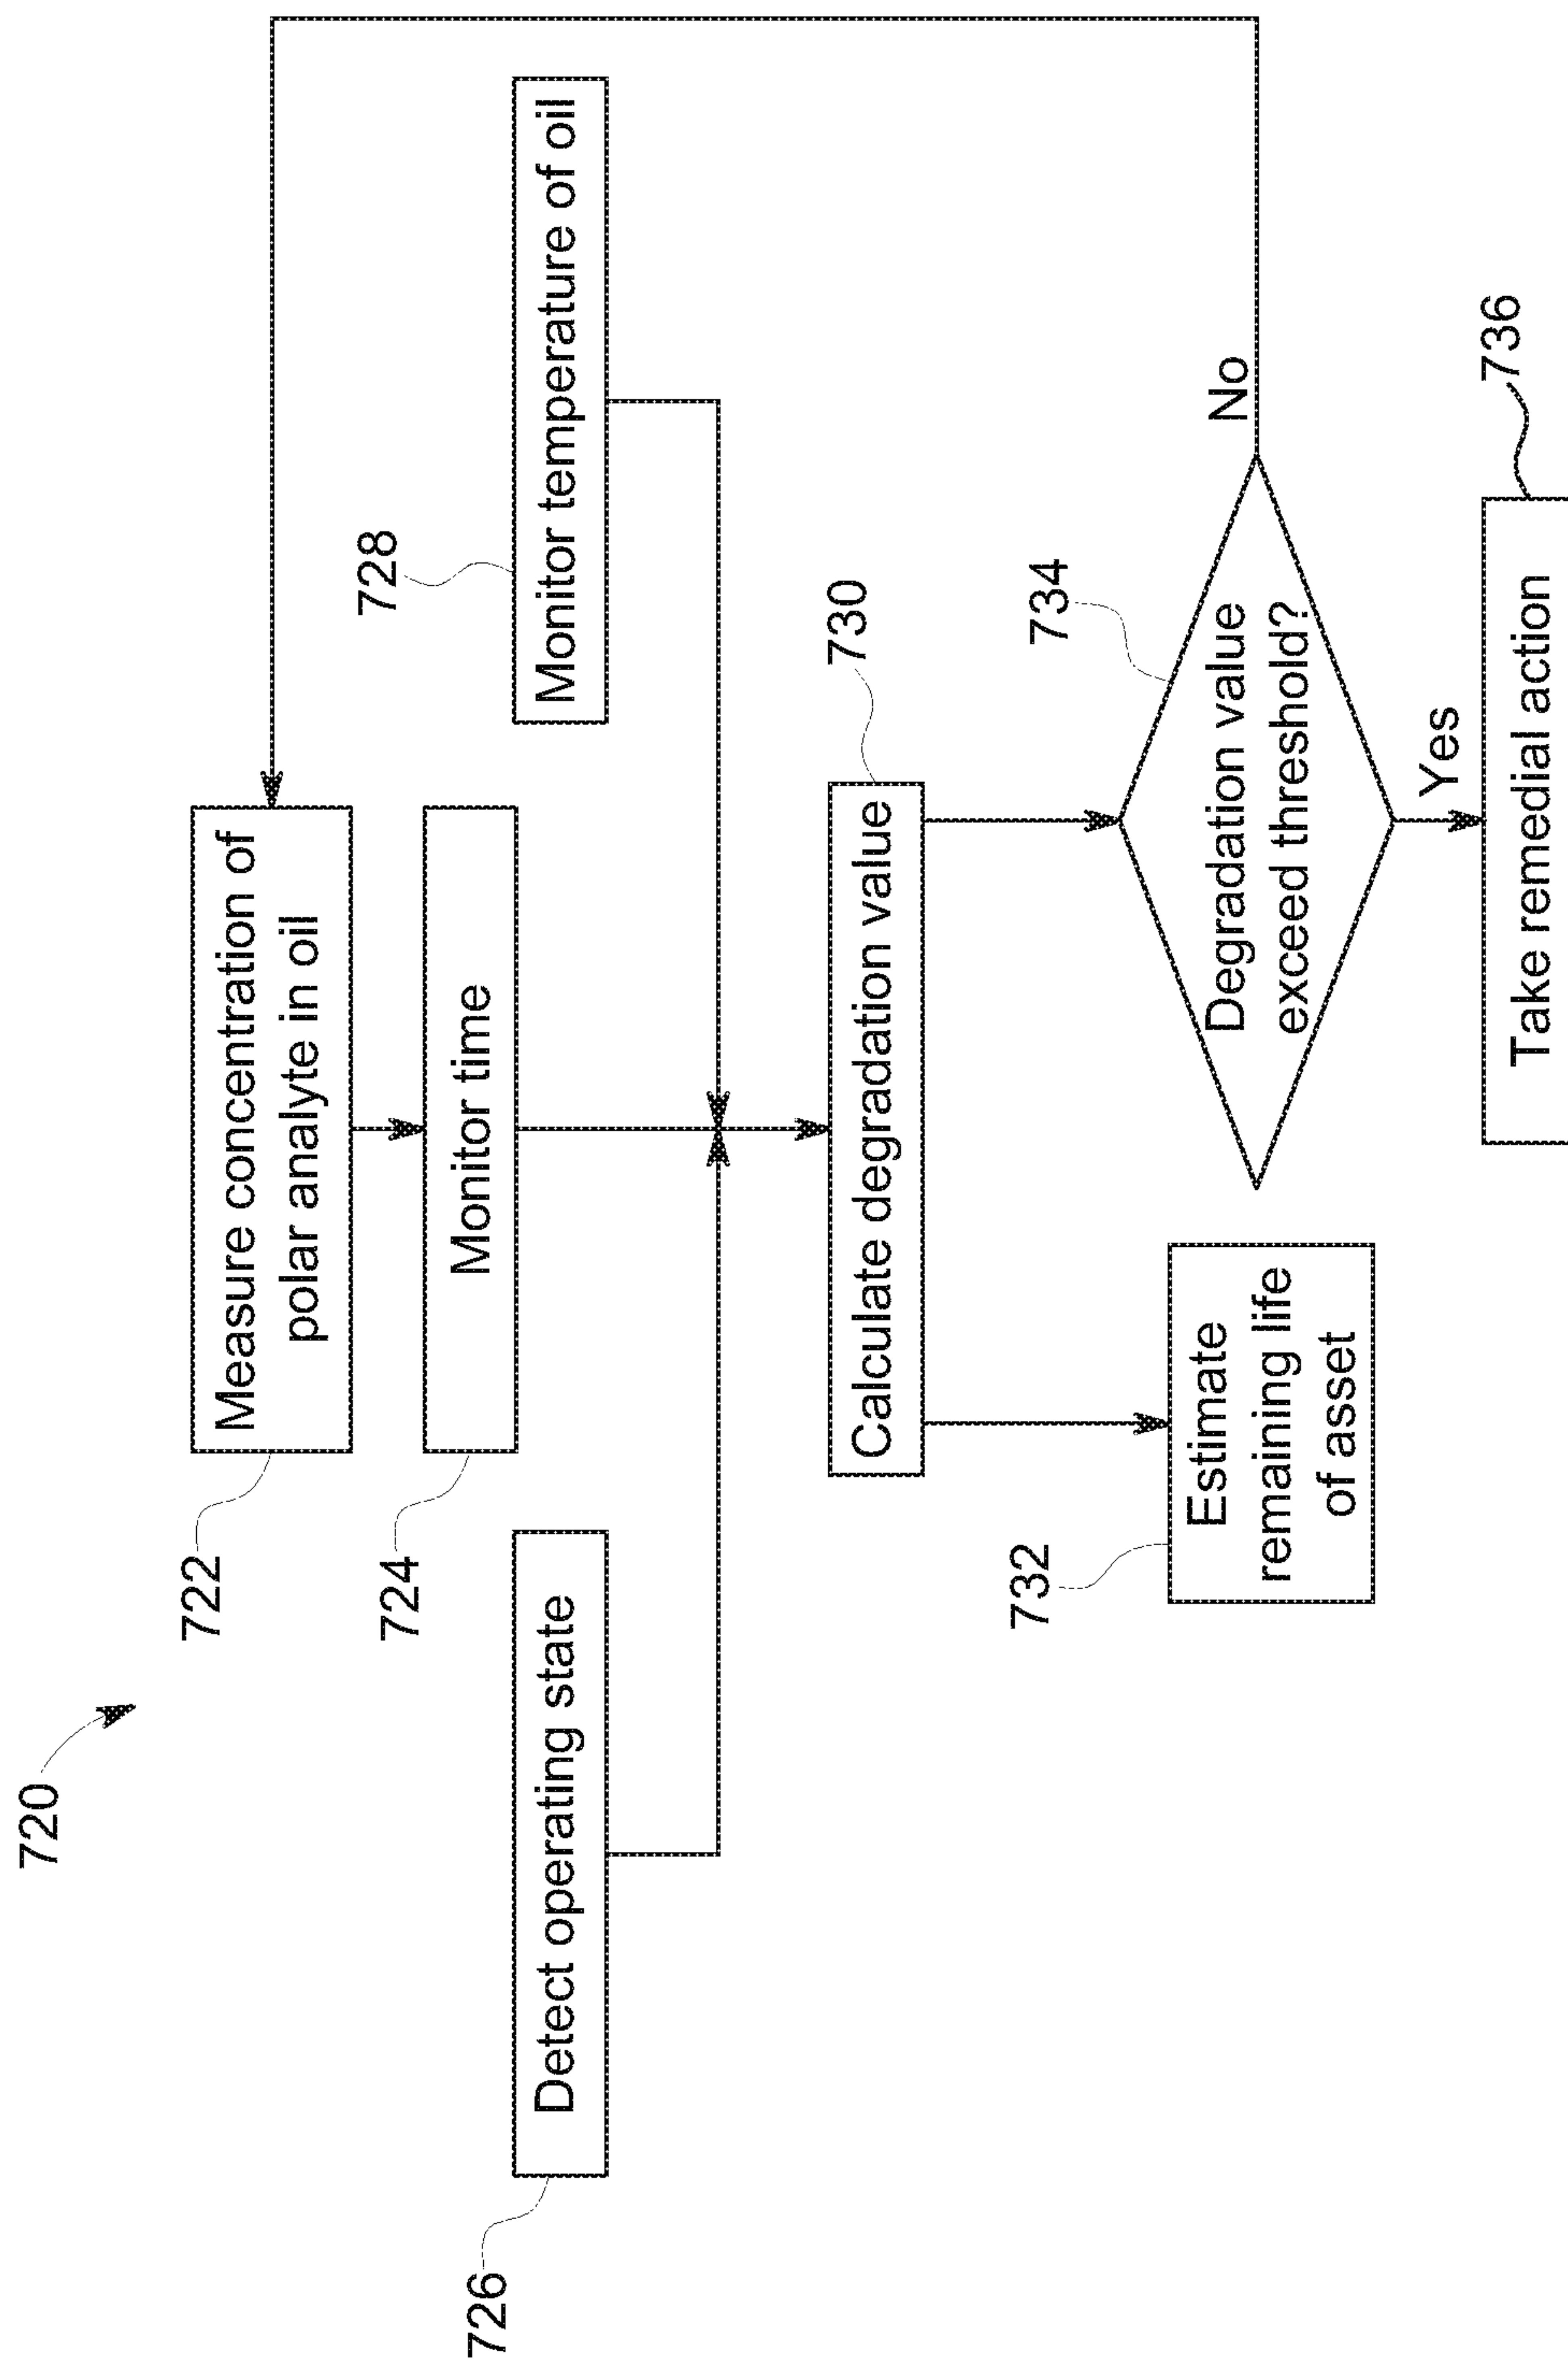 720
722
Measure concentration of
polar analyte in oil
724
Monitor time
726
Detect operating state
728
Monitor temperature of oil
730
Calculate degradation value
732
Estimate
remaining life
of asset
734
Degradation value
exceed threshold?
No
Yes
736
Take remedial action